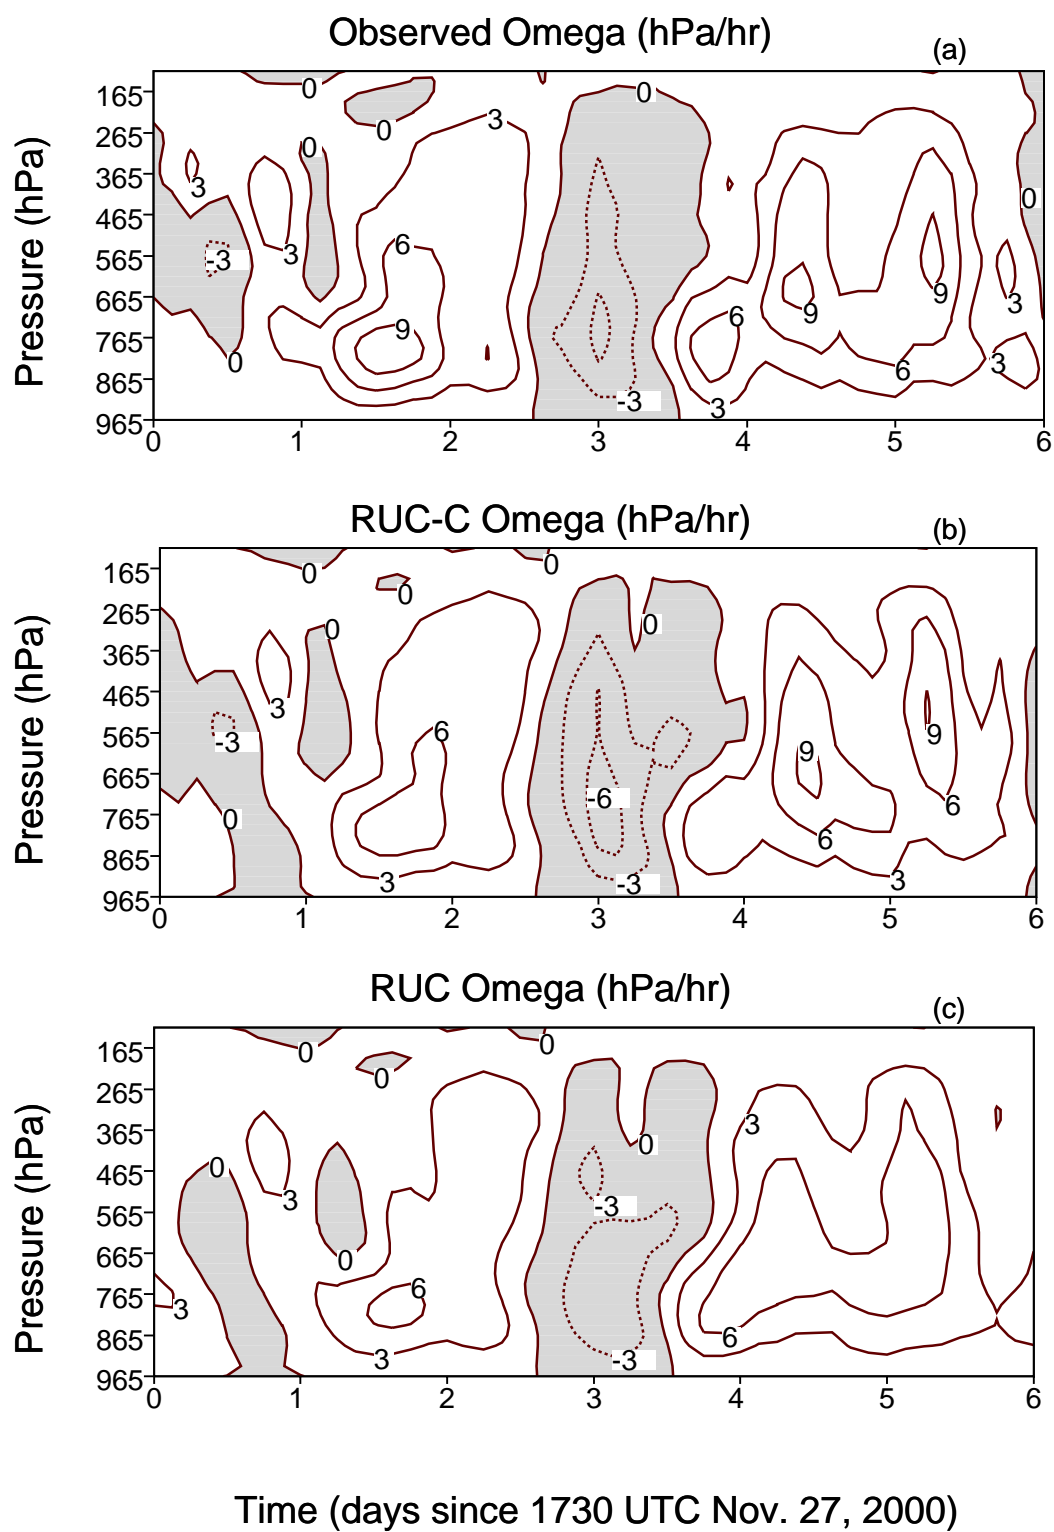 Observed Omega (hPa/hr)
(a)
Pressure (hPa)
165
265
365
465
565
665
765
865
965
0 0 0 3 0 3 3 -3 6 9 0 -3 3 6 9 9 6 3 3 0
0 1 2 3 4 5 6
RUC-C Omega (hPa/hr)
(b)
Pressure (hPa)
165
265
365
465
565
665
765
865
965
0 0 0 0 0 3 -3 6 9 9 -6 0 6 6 3 -3 3
0 1 2 3 4 5 6
RUC Omega (hPa/hr)
(c)
Pressure (hPa)
165
265
365
465
565
665
765
865
965
0 0 0 3 0 0 3 -3 0 6 3 6 3 -3
0 1 2 3 4 5 6
Time (days since 1730 UTC Nov. 27, 2000)